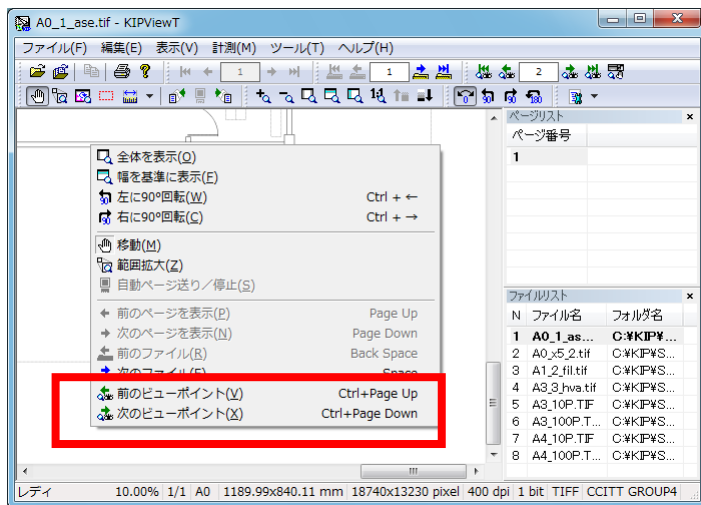 A0_1_ase.tif - KIPViewT
ファイル(F) 編集(E) 表示(V) 計測(M) ツール(T) ヘルプ(H)
1 1 2
0 90 90 180
ページリスト
ページ番号
1
全体を表示(O)
幅を基準に表示(F)
左に90°回転(W) Ctrl + ←
右に90°回転(C) Ctrl + →
移動(M)
範囲拡大(Z)
自動ページ送り/停止(S)
前のページを表示(P) Page Up
次のページを表示(N) Page Down
前のファイル(R) Back Space
次のファイル(E) Space
前のビューポイント(V) Ctrl+Page Up
次のビューポイント(X) Ctrl+Page Down
ファイルリスト
N ファイル名 フォルダ名
1 A0_1_as... C:¥KIP¥...
2 A0_x5_2.tif C:¥KIP¥S...
3 A1_2_fil.tif C:¥KIP¥S...
4 A3_3_hva.tif C:¥KIP¥S...
5 A3_10P.TIF C:¥KIP¥S...
6 A3_100P.T... C:¥KIP¥S...
7 A4_10P.TIF C:¥KIP¥S...
8 A4_100P.T... C:¥KIP¥S...
レディ 10.00% 1/1 A0 1189.99x840.11 mm 18740x13230 pixel 400 dpi 1 bit TIFF CCITT GROUP4